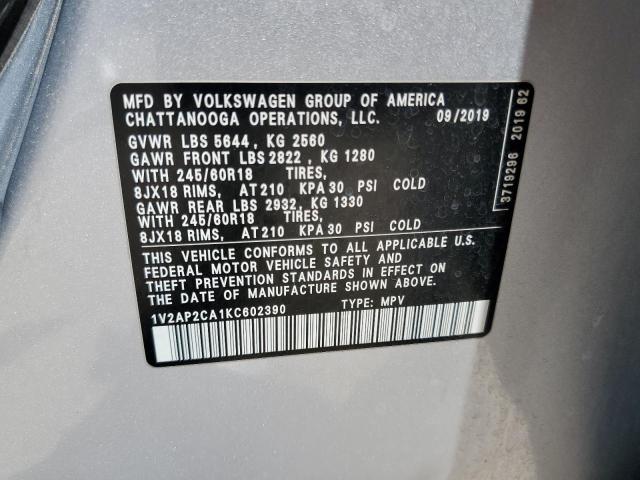 MFD BY VOLKSWAGEN GROUP OF AMERICA
CHATTANOOGA OPERATIONS, LLC. 09/2019
GVWR LBS 5644, KG 2560
GAWR FRONT LBS 2822, KG 1280
WITH 245/60R18 TIRES,
8JX18 RIMS, AT 210 KPA 30 PSI COLD
GAWR REAR LBS 2932, KG 1330
WITH 245/60R18 TIRES,
8JX18 RIMS, AT 210 KPA 30 PSI COLD
THIS VEHICLE CONFORMS TO ALL APPLICABLE U.S.
FEDERAL MOTOR VEHICLE SAFETY AND
THEFT PREVENTION STANDARDS IN EFFECT ON
THE DATE OF MANUFACTURE SHOWN ABOVE.
1V2AP2CA1KC602390 TYPE: MPV
3719296 2019 62